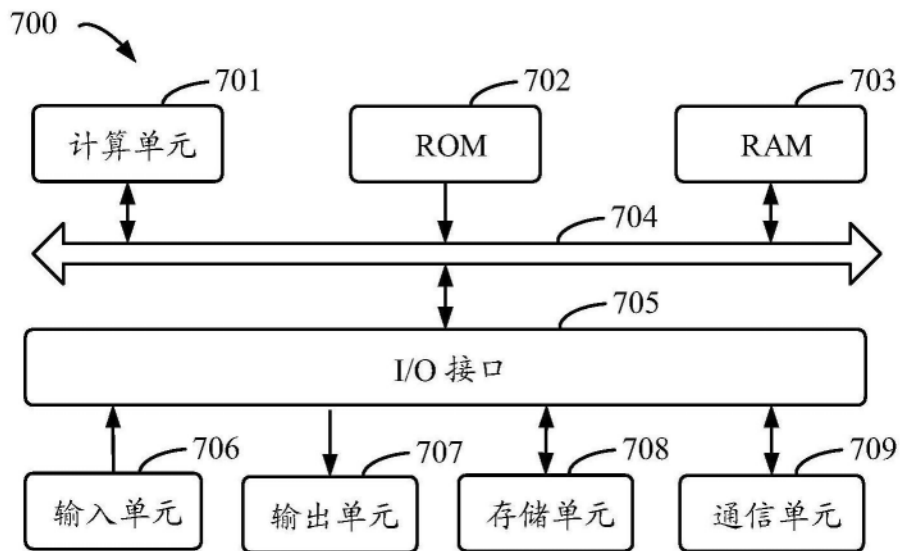 700
701
702
703
计算单元
ROM
RAM
704
705
I/O 接口
706
707
708
709
输入单元
输出单元
存储单元
通信单元